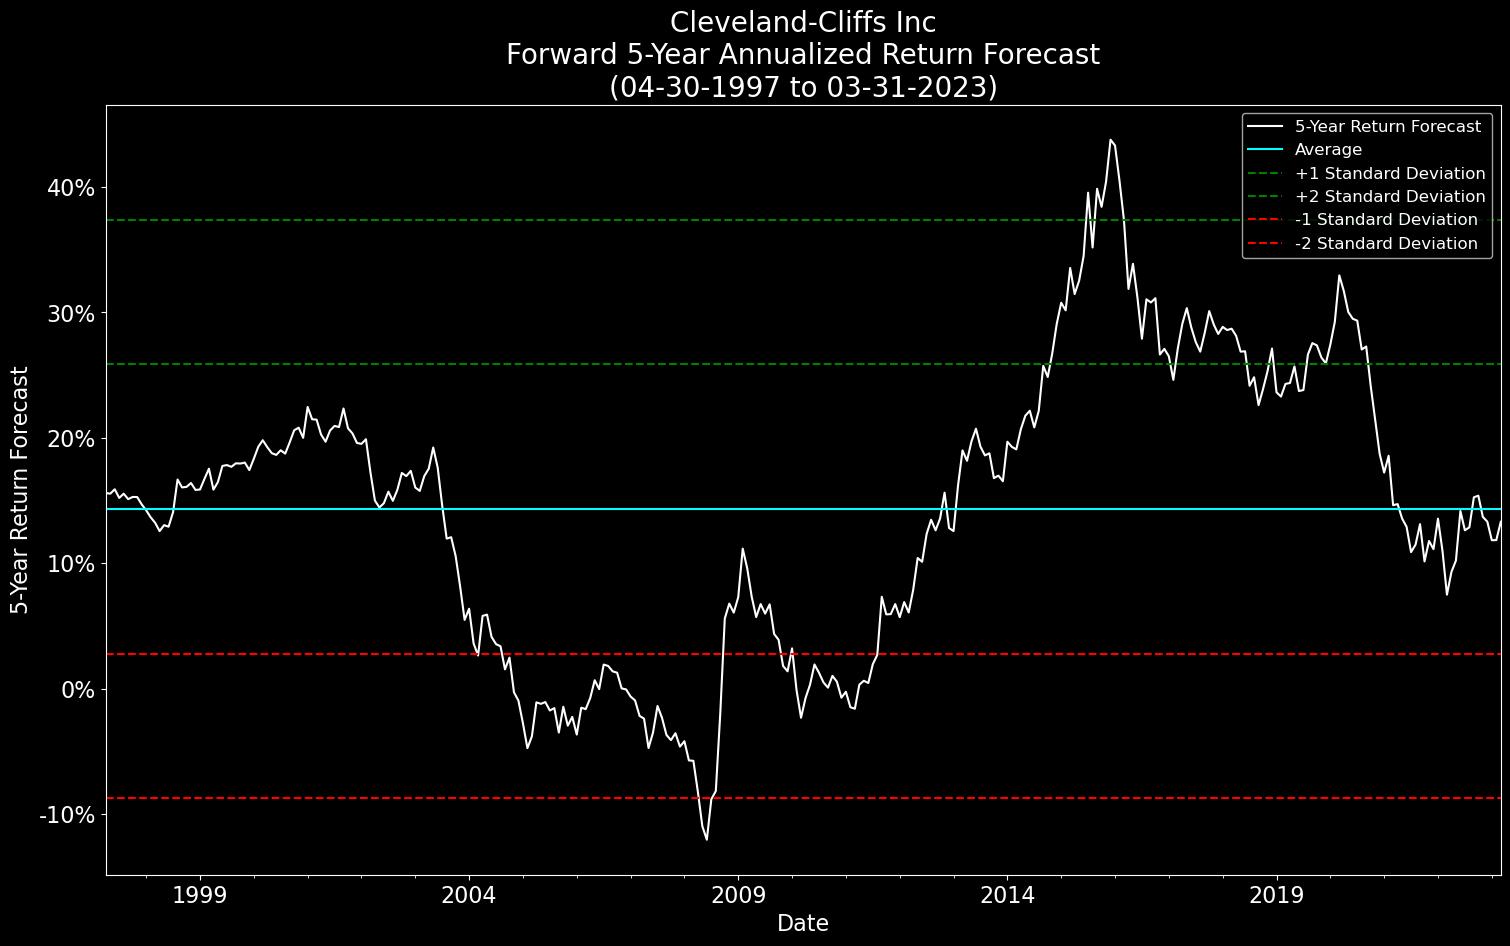 Cleveland-Cliffs Inc
Forward 5-Year Annualized Return Forecast
(04-30-1997 to 03-31-2023)
5-Year Return Forecast
Average
+1 Standard Deviation
+2 Standard Deviation
-1 Standard Deviation
-2 Standard Deviation
5-Year Return Forecast
40%
30%
20%
10%
0%
-10%
1999
2004
2009
2014
2019
Date